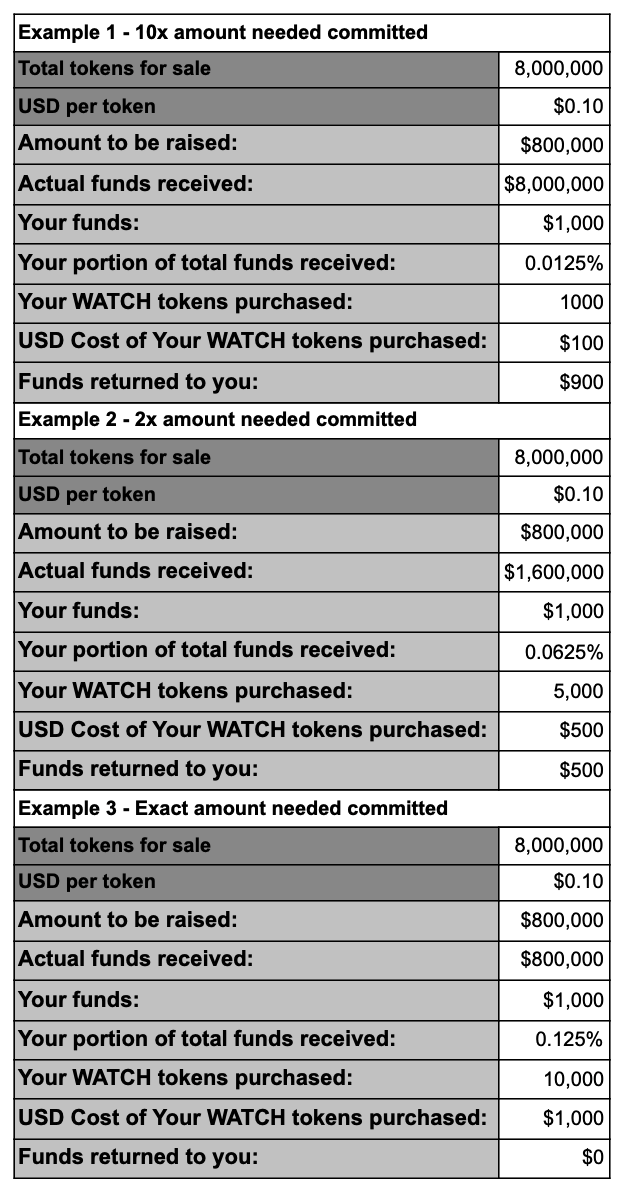 Example 1 - 10x amount needed committed
Total tokens for sale 8,000,000
USD per token $0.10
Amount to be raised: $800,000
Actual funds received: $8,000,000
Your funds: $1,000
Your portion of total funds received: 0.0125%
Your WATCH tokens purchased: 1000
USD Cost of Your WATCH tokens purchased: $100
Funds returned to you: $900
Example 2 - 2x amount needed committed
Total tokens for sale 8,000,000
USD per token $0.10
Amount to be raised: $800,000
Actual funds received: $1,600,000
Your funds: $1,000
Your portion of total funds received: 0.0625%
Your WATCH tokens purchased: 5,000
USD Cost of Your WATCH tokens purchased: $500
Funds returned to you: $500
Example 3 - Exact amount needed committed
Total tokens for sale 8,000,000
USD per token $0.10
Amount to be raised: $800,000
Actual funds received: $800,000
Your funds: $1,000
Your portion of total funds received: 0.125%
Your WATCH tokens purchased: 10,000
USD Cost of Your WATCH tokens purchased: $1,000
Funds returned to you: $0